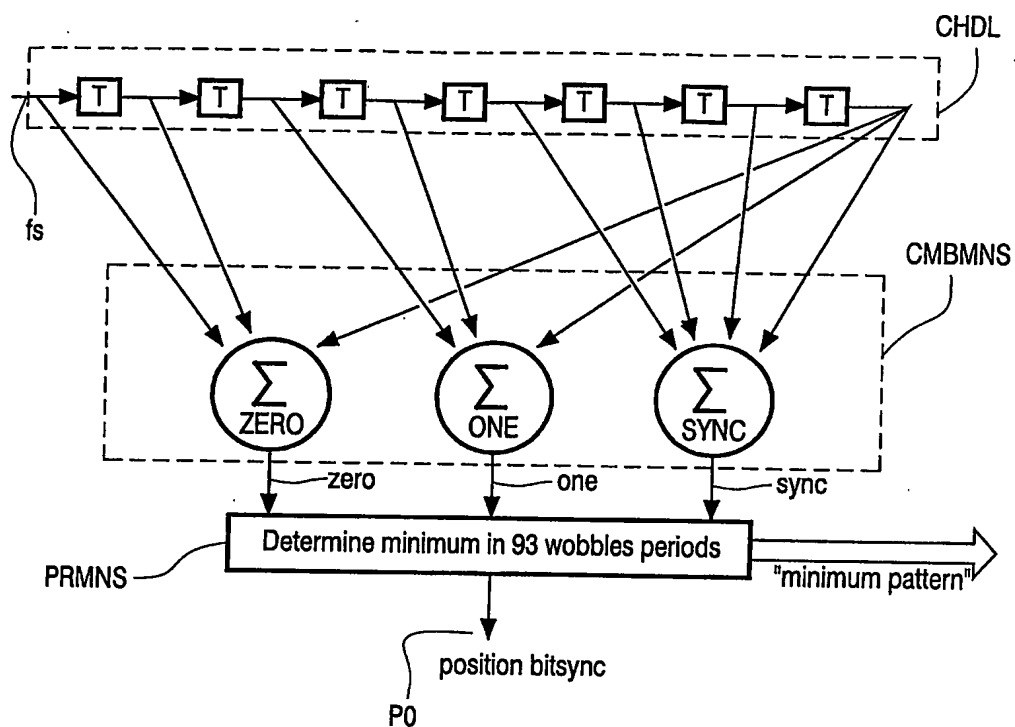 CHDL
T T T T T T T
fs
CMBMNS
Σ Σ Σ
ZERO ONE SYNC
zero one sync
Determine minimum in 93 wobbles periods
PRMNS
"minimum pattern"
position bitsync
P0